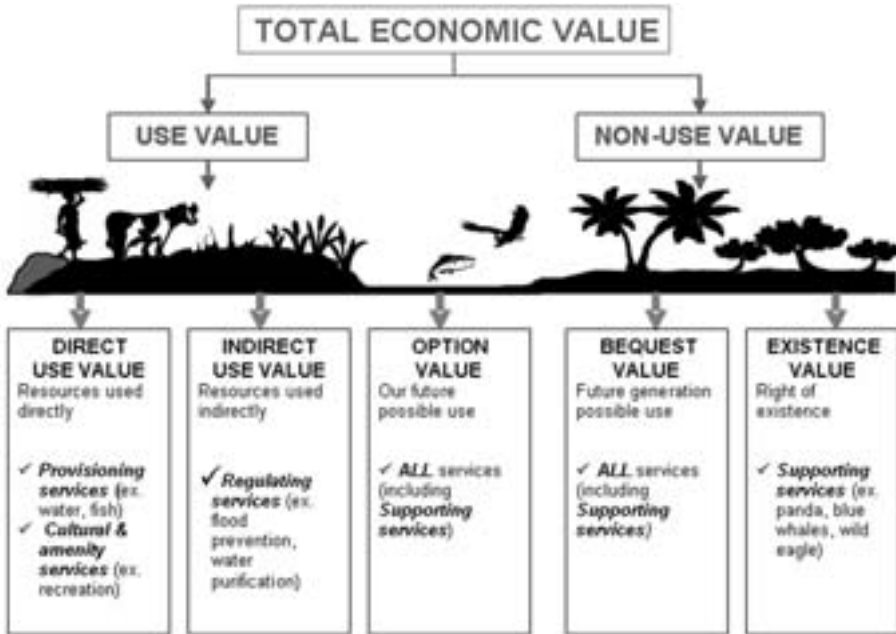 TOTAL ECONOMIC VALUE
USE VALUE
NON-USE VALUE
DIRECT
USE VALUE
Resources used
directly
✓ Provisioning
services (ex.
water, fish)
✓ Cultural &
amenity
services (ex.
recreation)
INDIRECT
USE VALUE
Resources used
indirectly
✓ Regulating
services (ex.
flood
prevention,
water
purification)
OPTION
VALUE
Our future
possible use
✓ ALL services
(including
Supporting
services)
BEQUEST
VALUE
Future generation
possible use
✓ ALL services
(including
Supporting
services)
EXISTENCE
VALUE
Right of
existence
✓ Supporting
services (ex.
panda, blue
whales, wild
eagle)